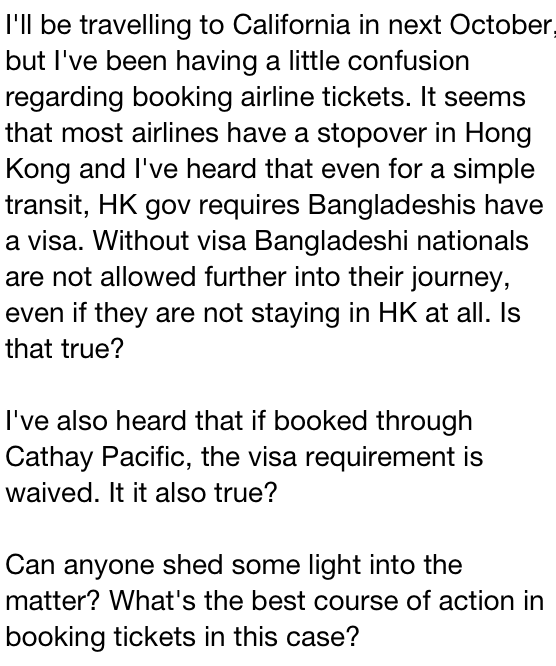 I'll be travelling to California in next October,
but I've been having a little confusion
regarding booking airline tickets. It seems
that most airlines have a stopover in Hong
Kong and I've heard that even for a simple
transit, HK gov requires Bangladeshis have
a visa. Without visa Bangladeshi nationals
are not allowed further into their journey,
even if they are not staying in HK at all. Is
that true?
I've also heard that if booked through
Cathay Pacific, the visa requirement is
waived. It it also true?
Can anyone shed some light into the
matter? What's the best course of action in
booking tickets in this case?